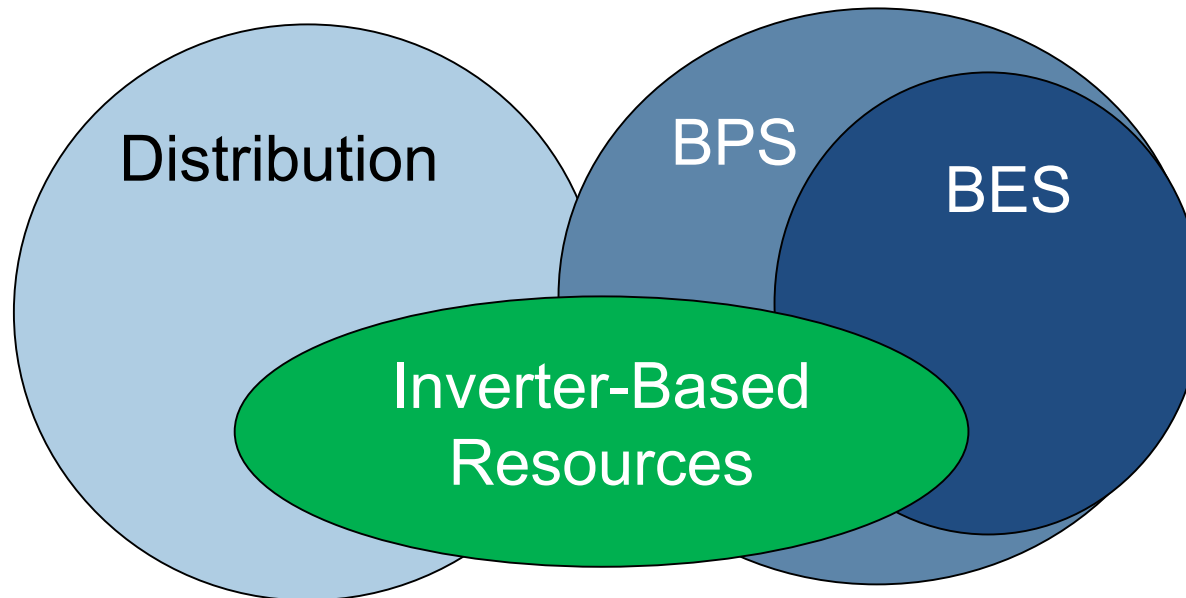 Distribution
BPS
BES
Inverter-Based
Resources